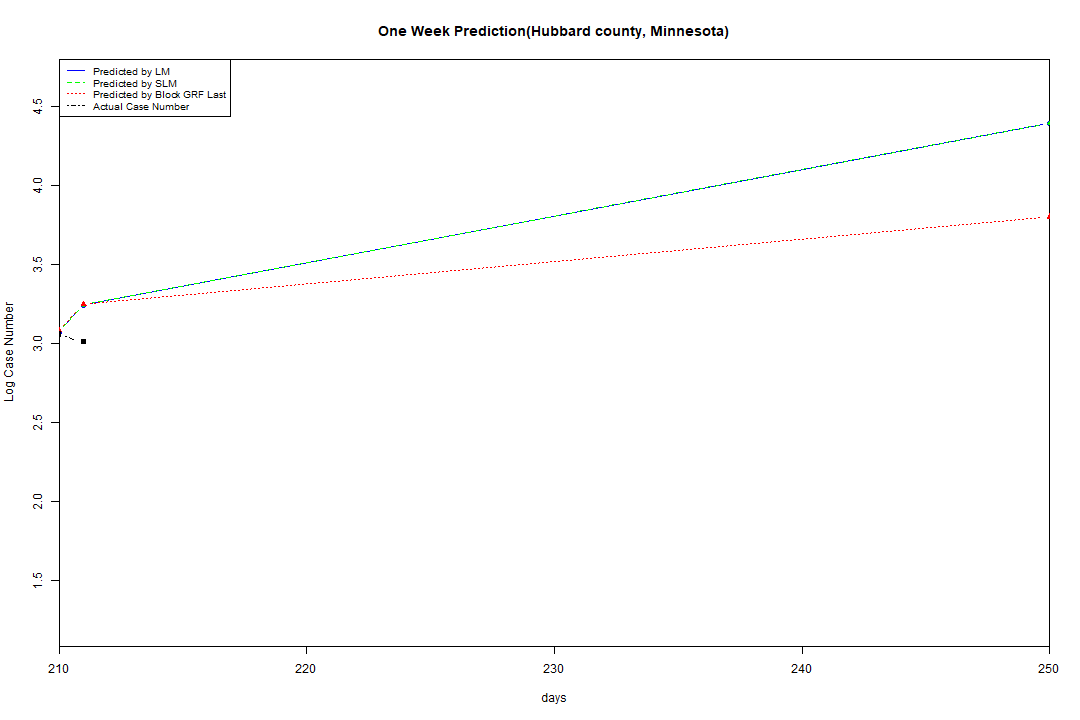 One Week Prediction(Hubbard county, Minnesota)
Predicted by LM
Predicted by SLM
Predicted by Block GRF Last
Actual Case Number
4.5
4.0
3.5
3.0
2.5
2.0
1.5
Log Case Number
210 220 230 240 250
days